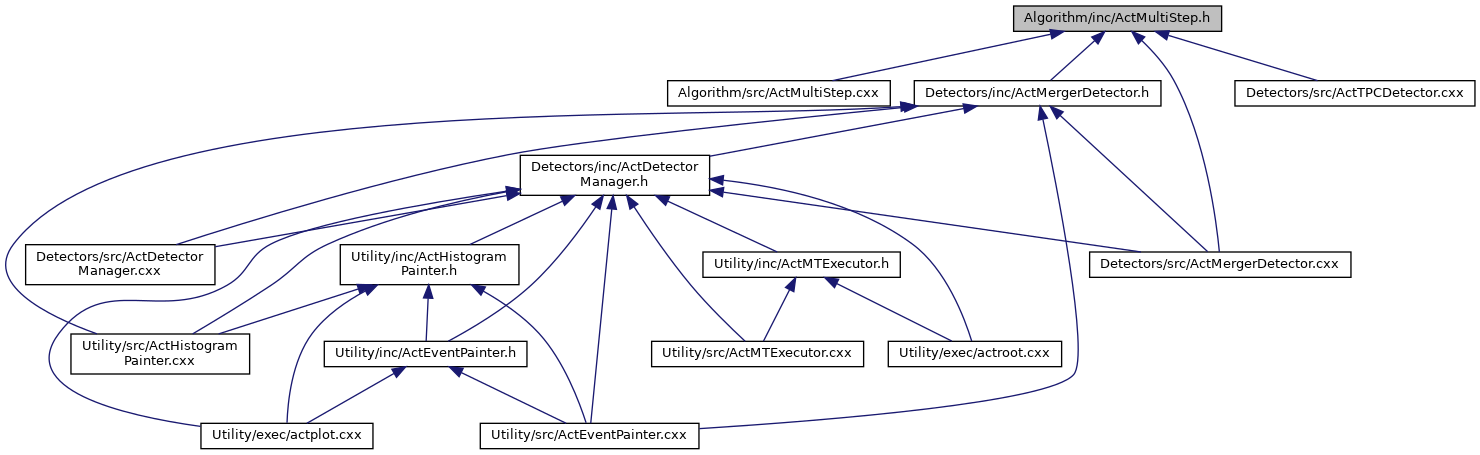 Algorithm/inc/ActMultiStep.h
Algorithm/src/ActMultiStep.cxx
Detectors/inc/ActMergerDetector.h
Detectors/src/ActTPCDetector.cxx
Detectors/inc/ActDetector
Manager.h
Detectors/src/ActDetector
Manager.cxx
Utility/inc/ActHistogram
Painter.h
Utility/inc/ActMTExecutor.h
Detectors/src/ActMergerDetector.cxx
Utility/src/ActHistogram
Painter.cxx
Utility/inc/ActEventPainter.h
Utility/src/ActMTExecutor.cxx
Utility/exec/actroot.cxx
Utility/exec/actplot.cxx
Utility/src/ActEventPainter.cxx